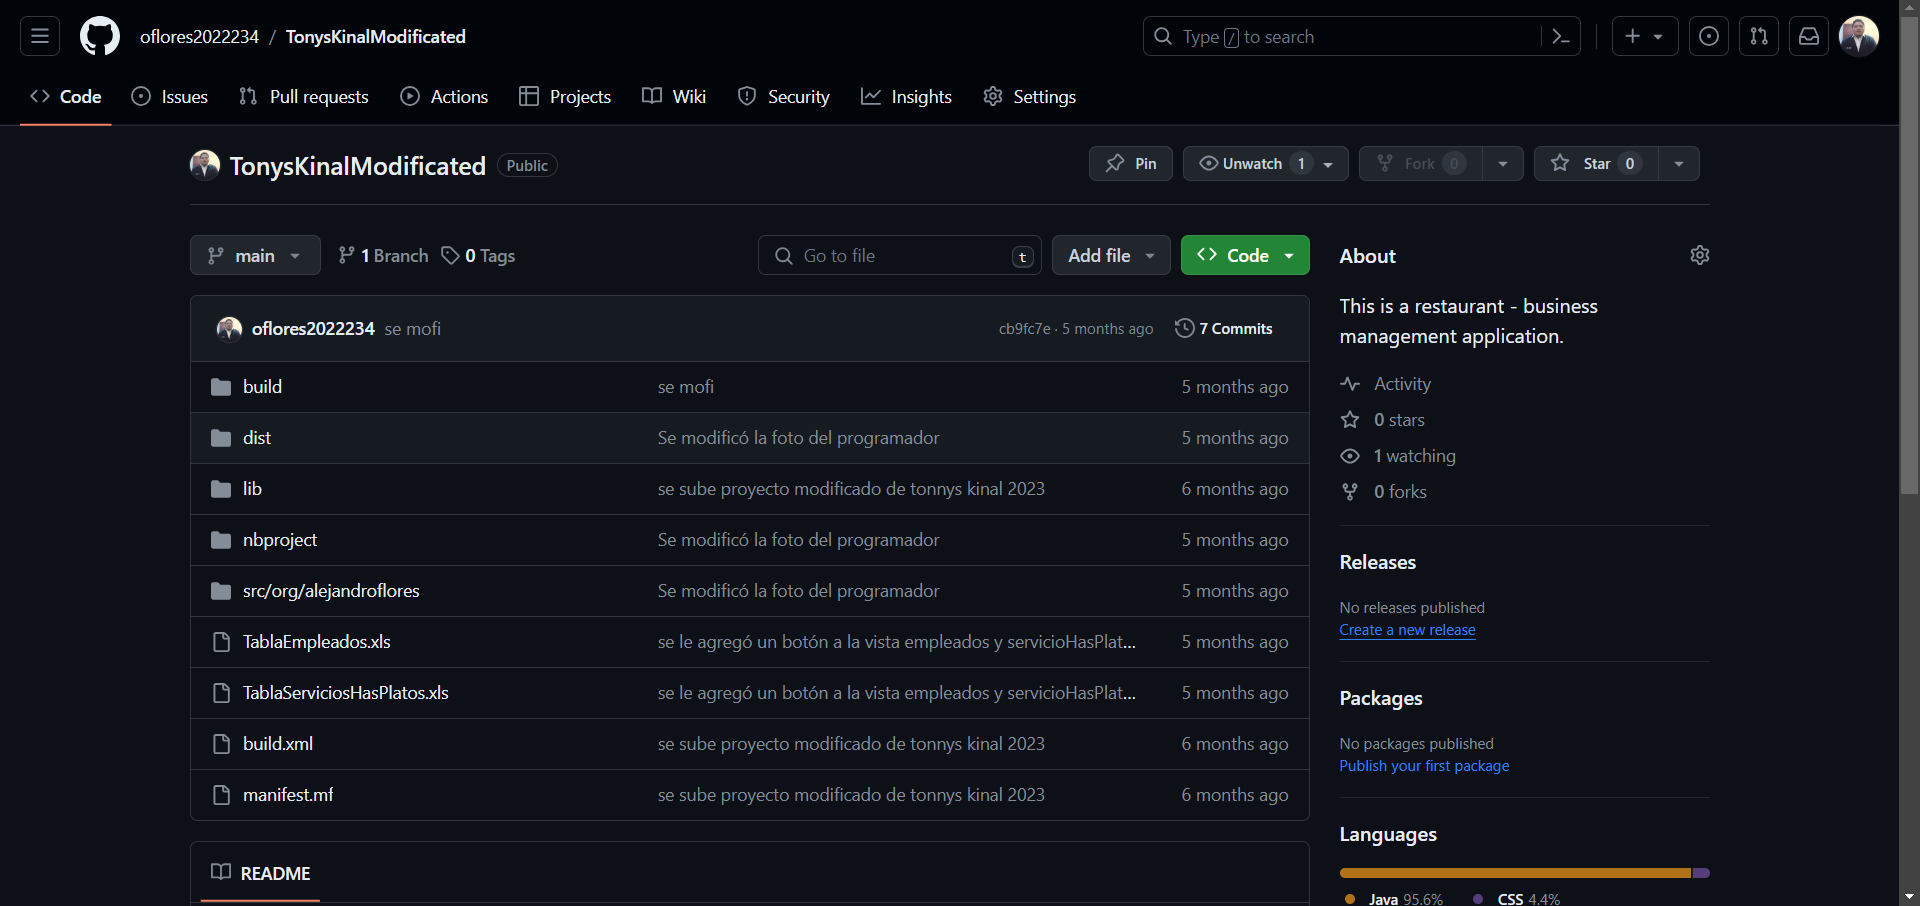 oflores2022234 / TonysKinalModificated
Type / to search
Code Issues Pull requests Actions Projects Wiki Security Insights Settings
TonysKinalModificated Public
Pin Unwatch 1 Fork 0 Star 0
main 1 Branch 0 Tags
Go to file t Add file Code
oflores2022234 se mofi cb9fc7e · 5 months ago 7 Commits
build se mofi 5 months ago
dist Se modificó la foto del programador 5 months ago
lib se sube proyecto modificado de tonnys kinal 2023 6 months ago
nbproject Se modificó la foto del programador 5 months ago
src/org/alejandroflores Se modificó la foto del programador 5 months ago
TablaEmpleados.xls se le agregó un botón a la vista empleados y servicioHasPlat... 5 months ago
TablaServiciosHasPlatos.xls se le agregó un botón a la vista empleados y servicioHasPlat... 5 months ago
build.xml se sube proyecto modificado de tonnys kinal 2023 6 months ago
manifest.mf se sube proyecto modificado de tonnys kinal 2023 6 months ago
README
About
This is a restaurant - business
management application.
Activity
0 stars
1 watching
0 forks
Releases
No releases published
Create a new release
Packages
No packages published
Publish your first package
Languages
Java 95.6% CSS 4.4%